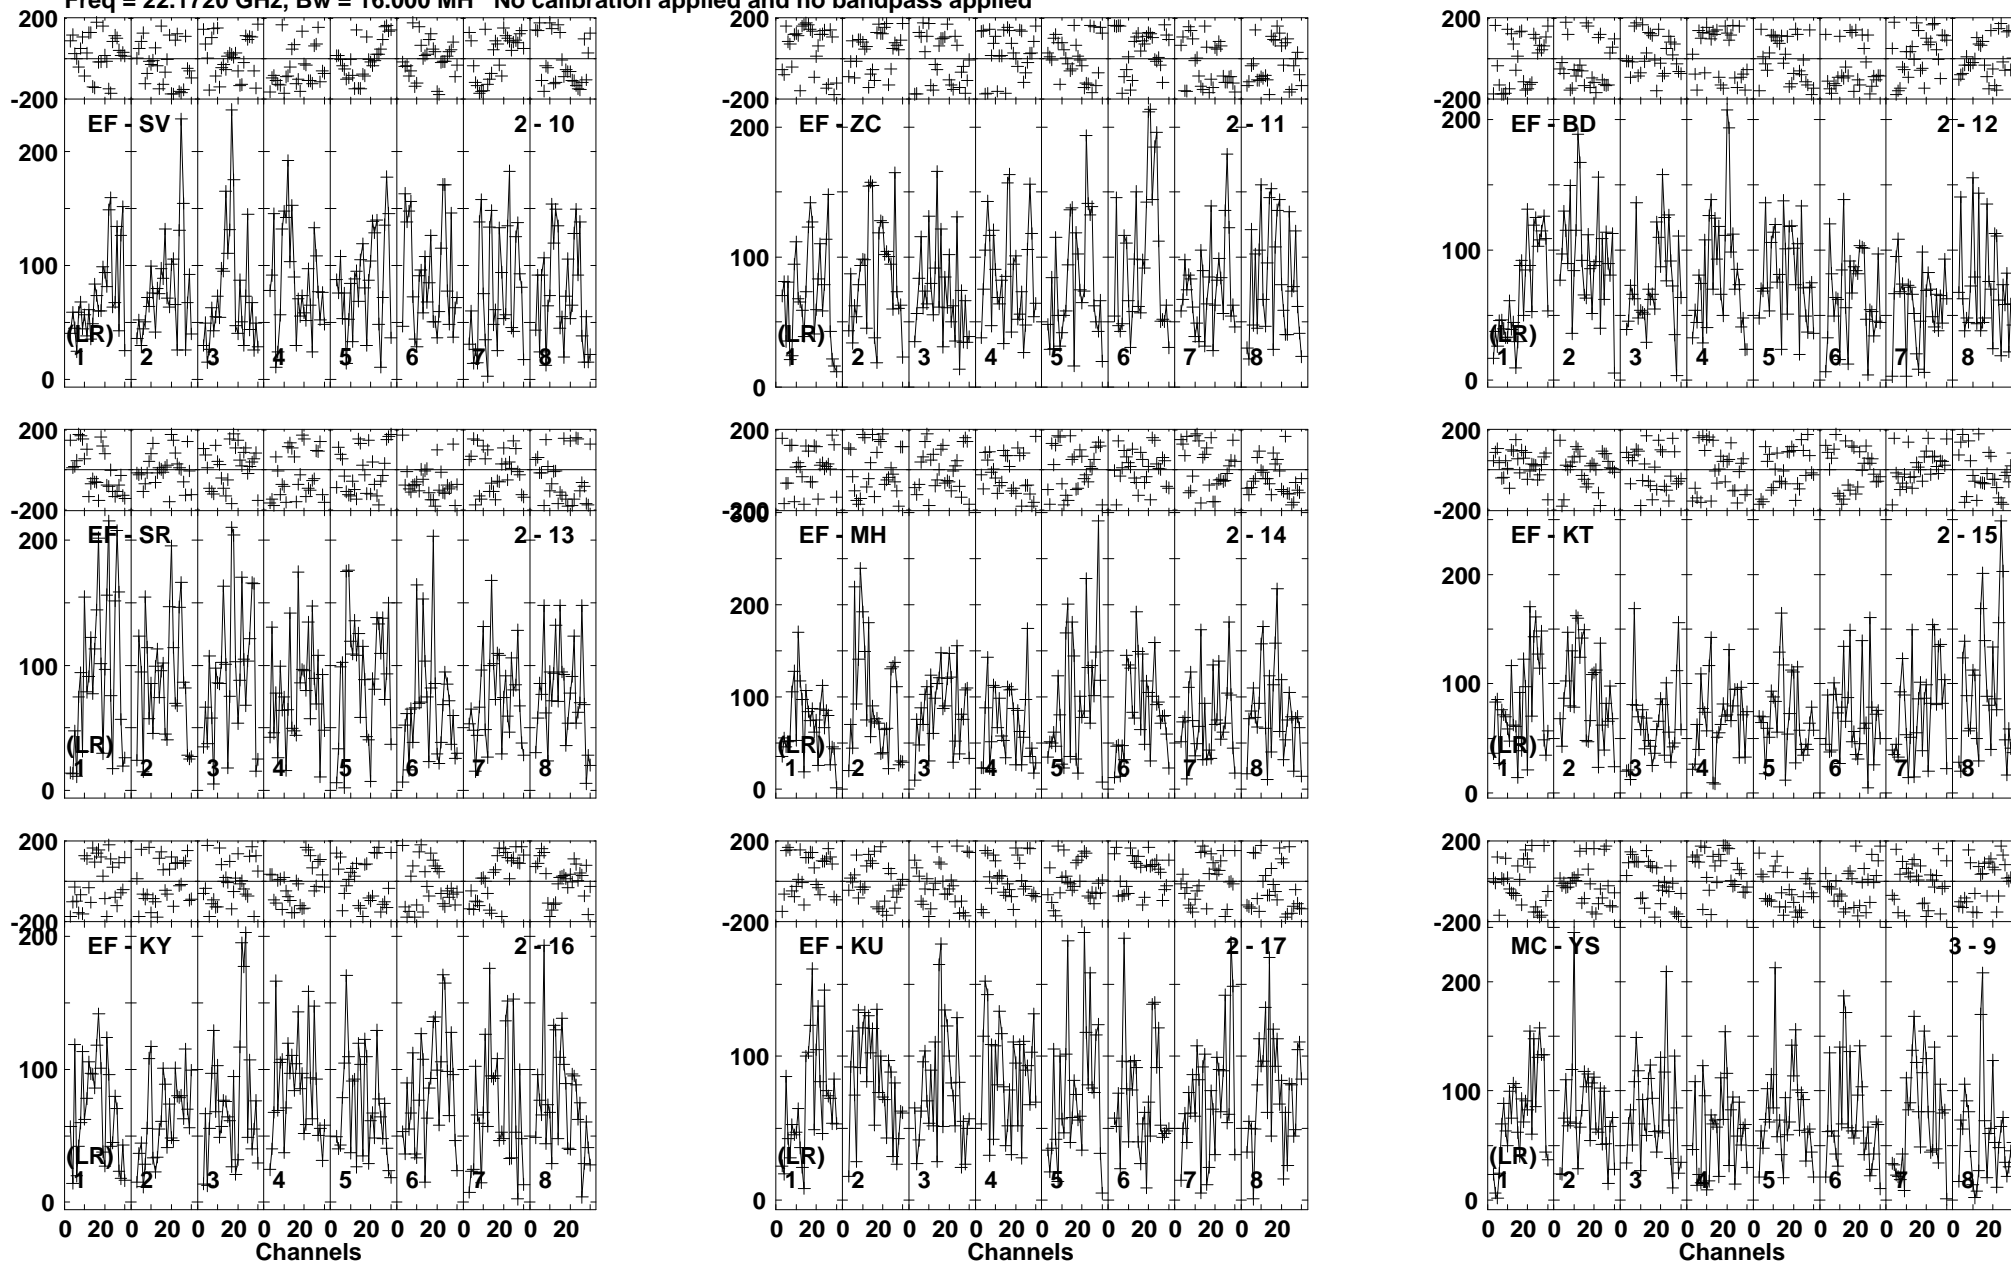 Freq = 22.1720 GHz, Bw = 16.000 MH No calibration applied and no bandpass applied
200
-200
EF - SV 2 - 10
200
100
0
(LR)
1 2 3 4 5 6 7 8
200
-200
EF - ZC 2 - 11
200
100
0
(LR)
1 2 3 4 5 6 7 8
200
-200
EF - BD 2 - 12
200
100
0
(LR)
1 2 3 4 5 6 7 8
200
-200
EF - SR 2 - 13
200
100
0
(LR)
1 2 3 4 5 6 7 8
200
-200
EF - MH 2 - 14
300
200
100
0
(LR)
1 2 3 4 5 6 7 8
200
-200
EF - KT 2 - 15
200
100
0
(LR)
1 2 3 4 5 6 7 8
200
-200
EF - KY 2 - 16
200
100
0
(LR)
1 2 3 4 5 6 7 8
0 20 0 20 0 20 0 20 0 20 0 20 0 20 0 20
Channels
200
-200
EF - KU 2 - 17
100
0
(LR)
1 2 3 4 5 6 7 8
0 20 0 20 0 20 0 20 0 20 0 20 0 20 0 20
200
-200
MC - YS 3 - 9
200
100
0
(LR)
1 2 3 4 5 6 7 8
0 20 0 20 0 20 0 20 0 20 0 20 0 20 0 20
Channels